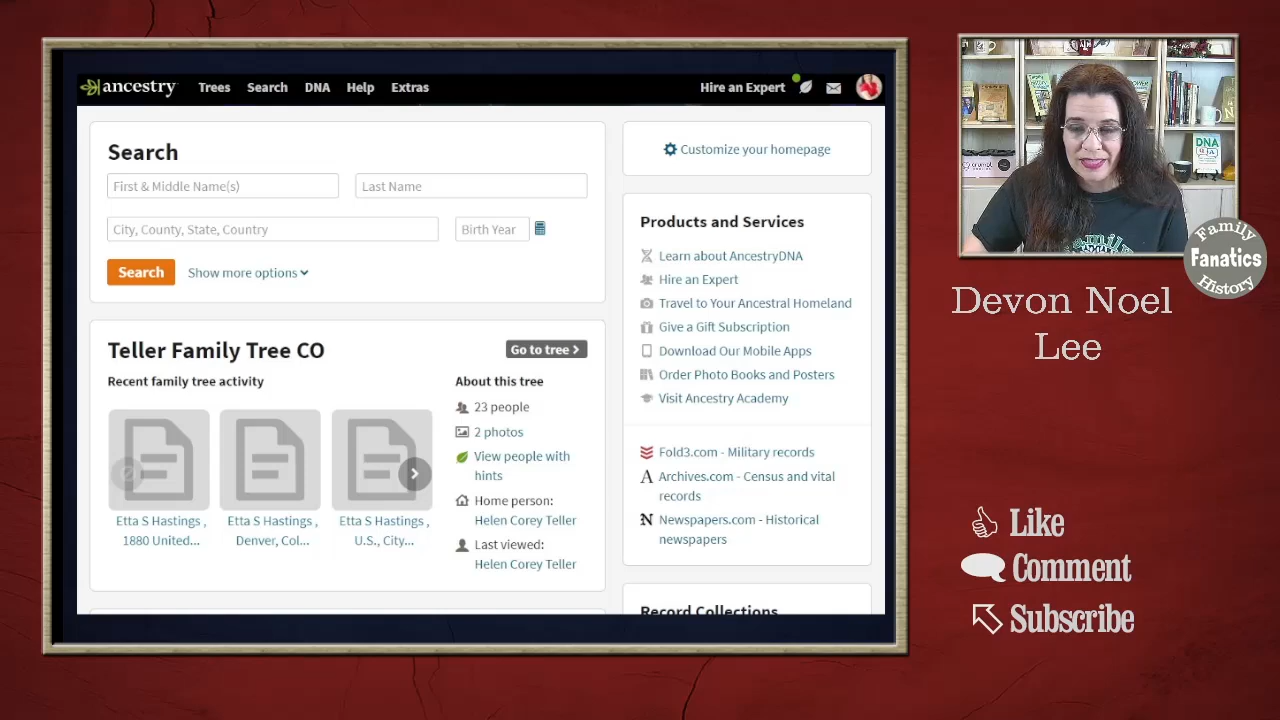 ancestry Trees Search DNA Help Extras Hire an Expert
Search
First & Middle Name(s) Last Name
City, County, State, Country Birth Year
Search Show more options
Teller Family Tree CO Go to tree >
Recent family tree activity
Etta S Hastings ,
1880 United...
Etta S Hastings ,
Denver, Col...
Etta S Hastings ,
U.S., City...
About this tree
23 people
2 photos
View people with
hints
Home person:
Helen Corey Teller
Last viewed:
Helen Corey Teller
Customize your homepage
Products and Services
Learn about AncestryDNA
Hire an Expert
Travel to Your Ancestral Homeland
Give a Gift Subscription
Download Our Mobile Apps
Order Photo Books and Posters
Visit Ancestry Academy
Fold3.com - Military records
A Archives.com - Census and vital
records
N Newspapers.com - Historical
newspapers
Record Collections
DNA
Family
Fanatics
History
Devon Noel
Lee
Like
Comment
Subscribe